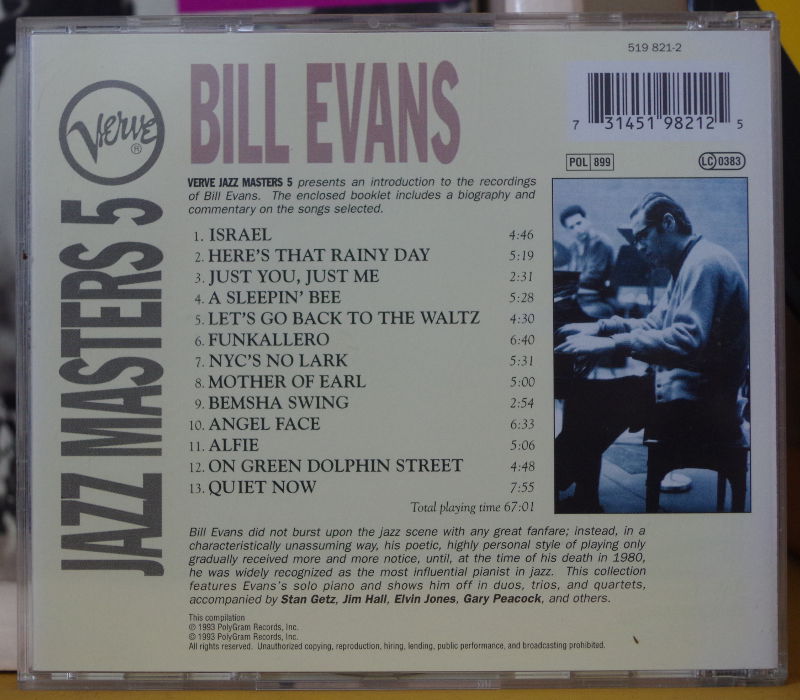 519 821-2
7 31451 98212 5
POL 899
LC 0383
Verve ®
JAZZ MASTERS 5
BILL EVANS
VERVE JAZZ MASTERS 5 presents an introduction to the recordings
of Bill Evans. The enclosed booklet includes a biography and
commentary on the songs selected.
1. ISRAEL 4:46
2. HERE'S THAT RAINY DAY 5:19
3. JUST YOU, JUST ME 2:31
4. A SLEEPIN' BEE 5:28
5. LET'S GO BACK TO THE WALTZ 4:30
6. FUNKALLERO 6:40
7. NYC'S NO LARK 5:31
8. MOTHER OF EARL 5:00
9. BEMSHA SWING 2:54
10. ANGEL FACE 6:33
11. ALFIE 5:06
12. ON GREEN DOLPHIN STREET 4:48
13. QUIET NOW 7:55
Total playing time 67:01
Bill Evans did not burst upon the jazz scene with any great fanfare; instead, in a
characteristically unassuming way, his poetic, highly personal style of playing only
gradually received more and more notice, until, at the time of his death in 1980,
he was widely recognized as the most influential pianist in jazz. This collection
features Evans's solo piano and shows him off in duos, trios, and quartets,
accompanied by Stan Getz, Jim Hall, Elvin Jones, Gary Peacock, and others.
This compilation
℗ 1993 PolyGram Records, Inc.
© 1993 PolyGram Records, Inc.
All rights reserved. Unauthorized copying, reproduction, hiring, lending, public performance, and broadcasting prohibited.